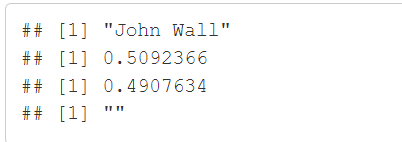 ## [1] "John Wall"
## [1] 0.5092366
## [1] 0.4907634
## [1] ""